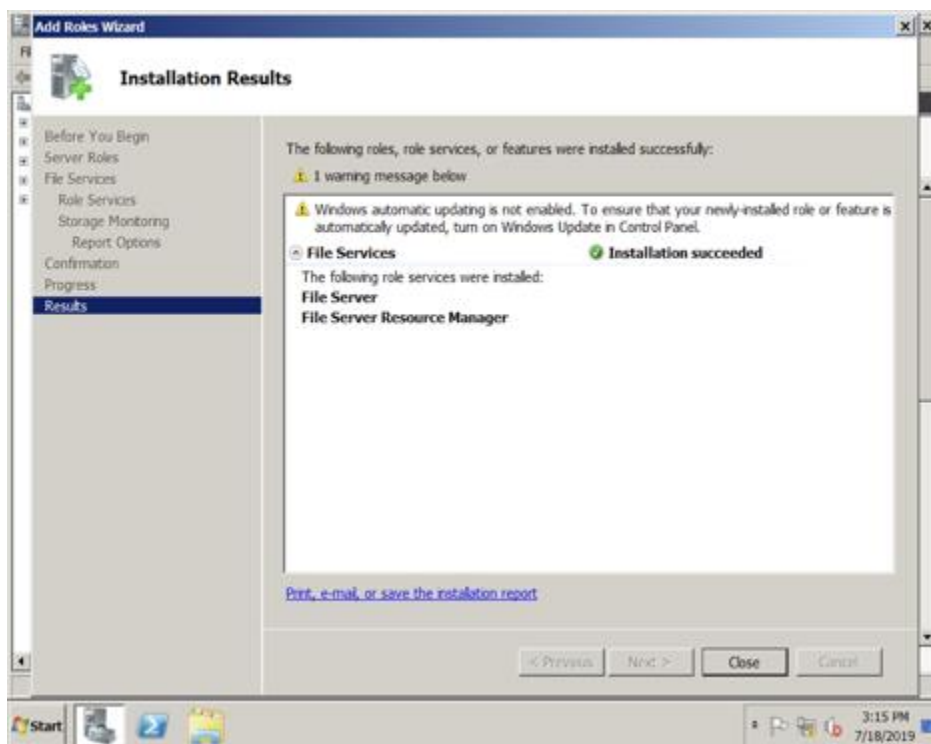 Add Roles Wizard
Installation Results
Before You Begin
Server Roles
File Services
Role Services
Storage Monitoring
Report Options
Confirmation
Progress
Results
The following roles, role services, or features were installed successfully:
1 warning message below
Windows automatic updating is not enabled. To ensure that your newly-installed role or feature is
automatically updated, turn on Windows Update in Control Panel.
File Services Installation succeeded
The following role services were installed:
File Server
File Server Resource Manager
Print, e-mail, or save the installation report
< Previous Next > Close Cancel
Start
3:15 PM
7/18/2019